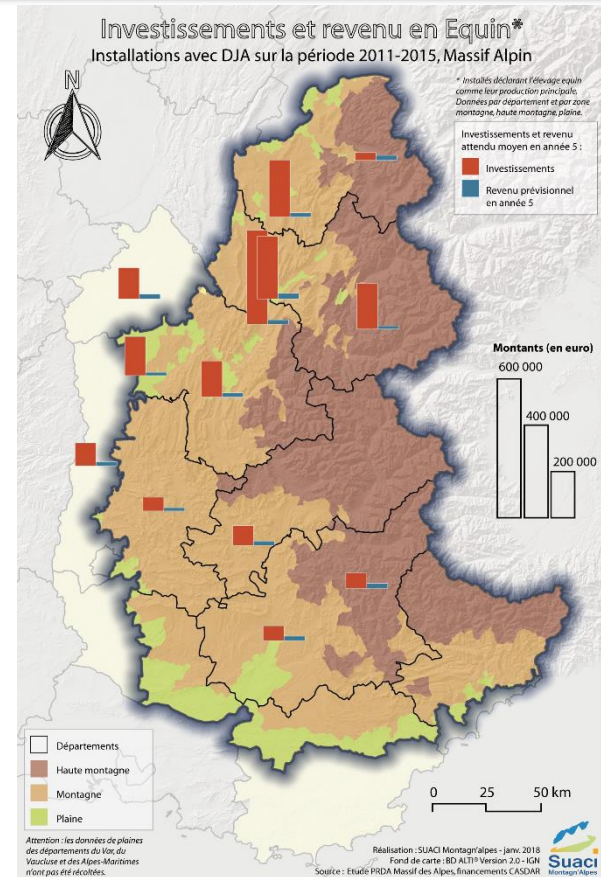 Investissements et revenu en Equin*
Installations avec DJA sur la période 2011-2015, Massif Alpin
N
* Installés déclarant l'élevage equin
comme leur production principale,
Données par département et par zone
montagne, haute montagne, plaine.
Investissements et revenu
attendu moyen en année 5 :
Investissements
Revenu prévisionnel
en année 5
Montants (en euro)
600 000
400 000
200 000
Départements
Haute montagne
Montagne
Plaine
0 25 50 km
Attention : les données de plaines
des départements du Var, du
Vaucluse et des Alpes-Maritimes
n'ont pas été récoltées.
Réalisation : SUACI Montagn'alpes - janv. 2018
Fond de carte : BD ALTI® Version 2.0 - IGN
Source : Etude PRDA Massif des Alpes, financements CASDAR
Suaci
Montagn'Alpes